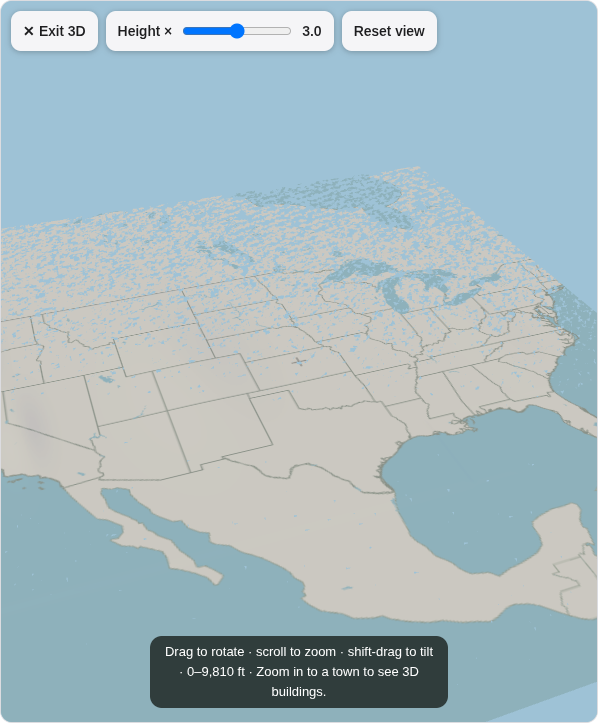 ✕ Exit 3D
Height ×
3.0
Reset view
Drag to rotate · scroll to zoom · shift-drag to tilt
· 0–9,810 ft · Zoom in to a town to see 3D
buildings.